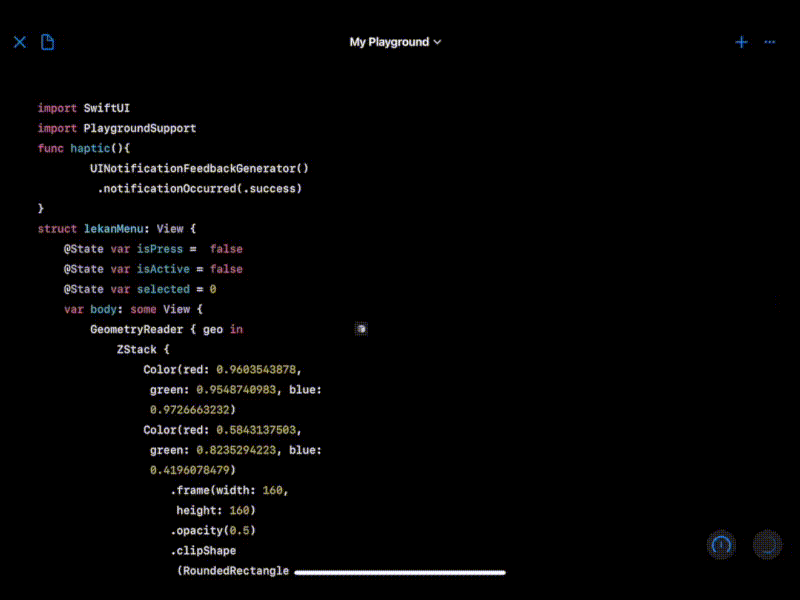 My Playground
import SwiftUI
import PlaygroundSupport
func haptic(){
UINotificationFeedbackGenerator()
.notificationOccurred(.success)
}
struct lekanMenu: View {
@State var isPress =  false
@State var isActive = false
@State var selected = 0
var body: some View {
GeometryReader { geo in
ZStack {
Color(red: 0.9603543878,
green: 0.9548740983, blue:
0.9726663232)
Color(red: 0.5843137503,
green: 0.8235294223, blue:
0.4196078479)
.frame(width: 160,
height: 160)
.opacity(0.5)
.clipShape
(RoundedRectangle